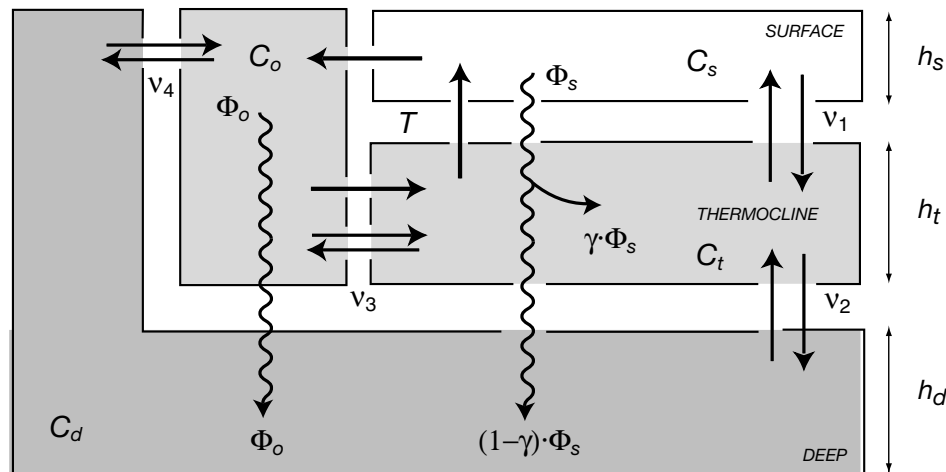 SURFACE
h_s
C_o
C_s
ν_4
Φ_s
Φ_o
T
ν_1
THERMOCLINE
h_t
γ·Φ_s
C_t
ν_3
ν_2
h_d
C_d
Φ_o
(1–γ)·Φ_s
DEEP